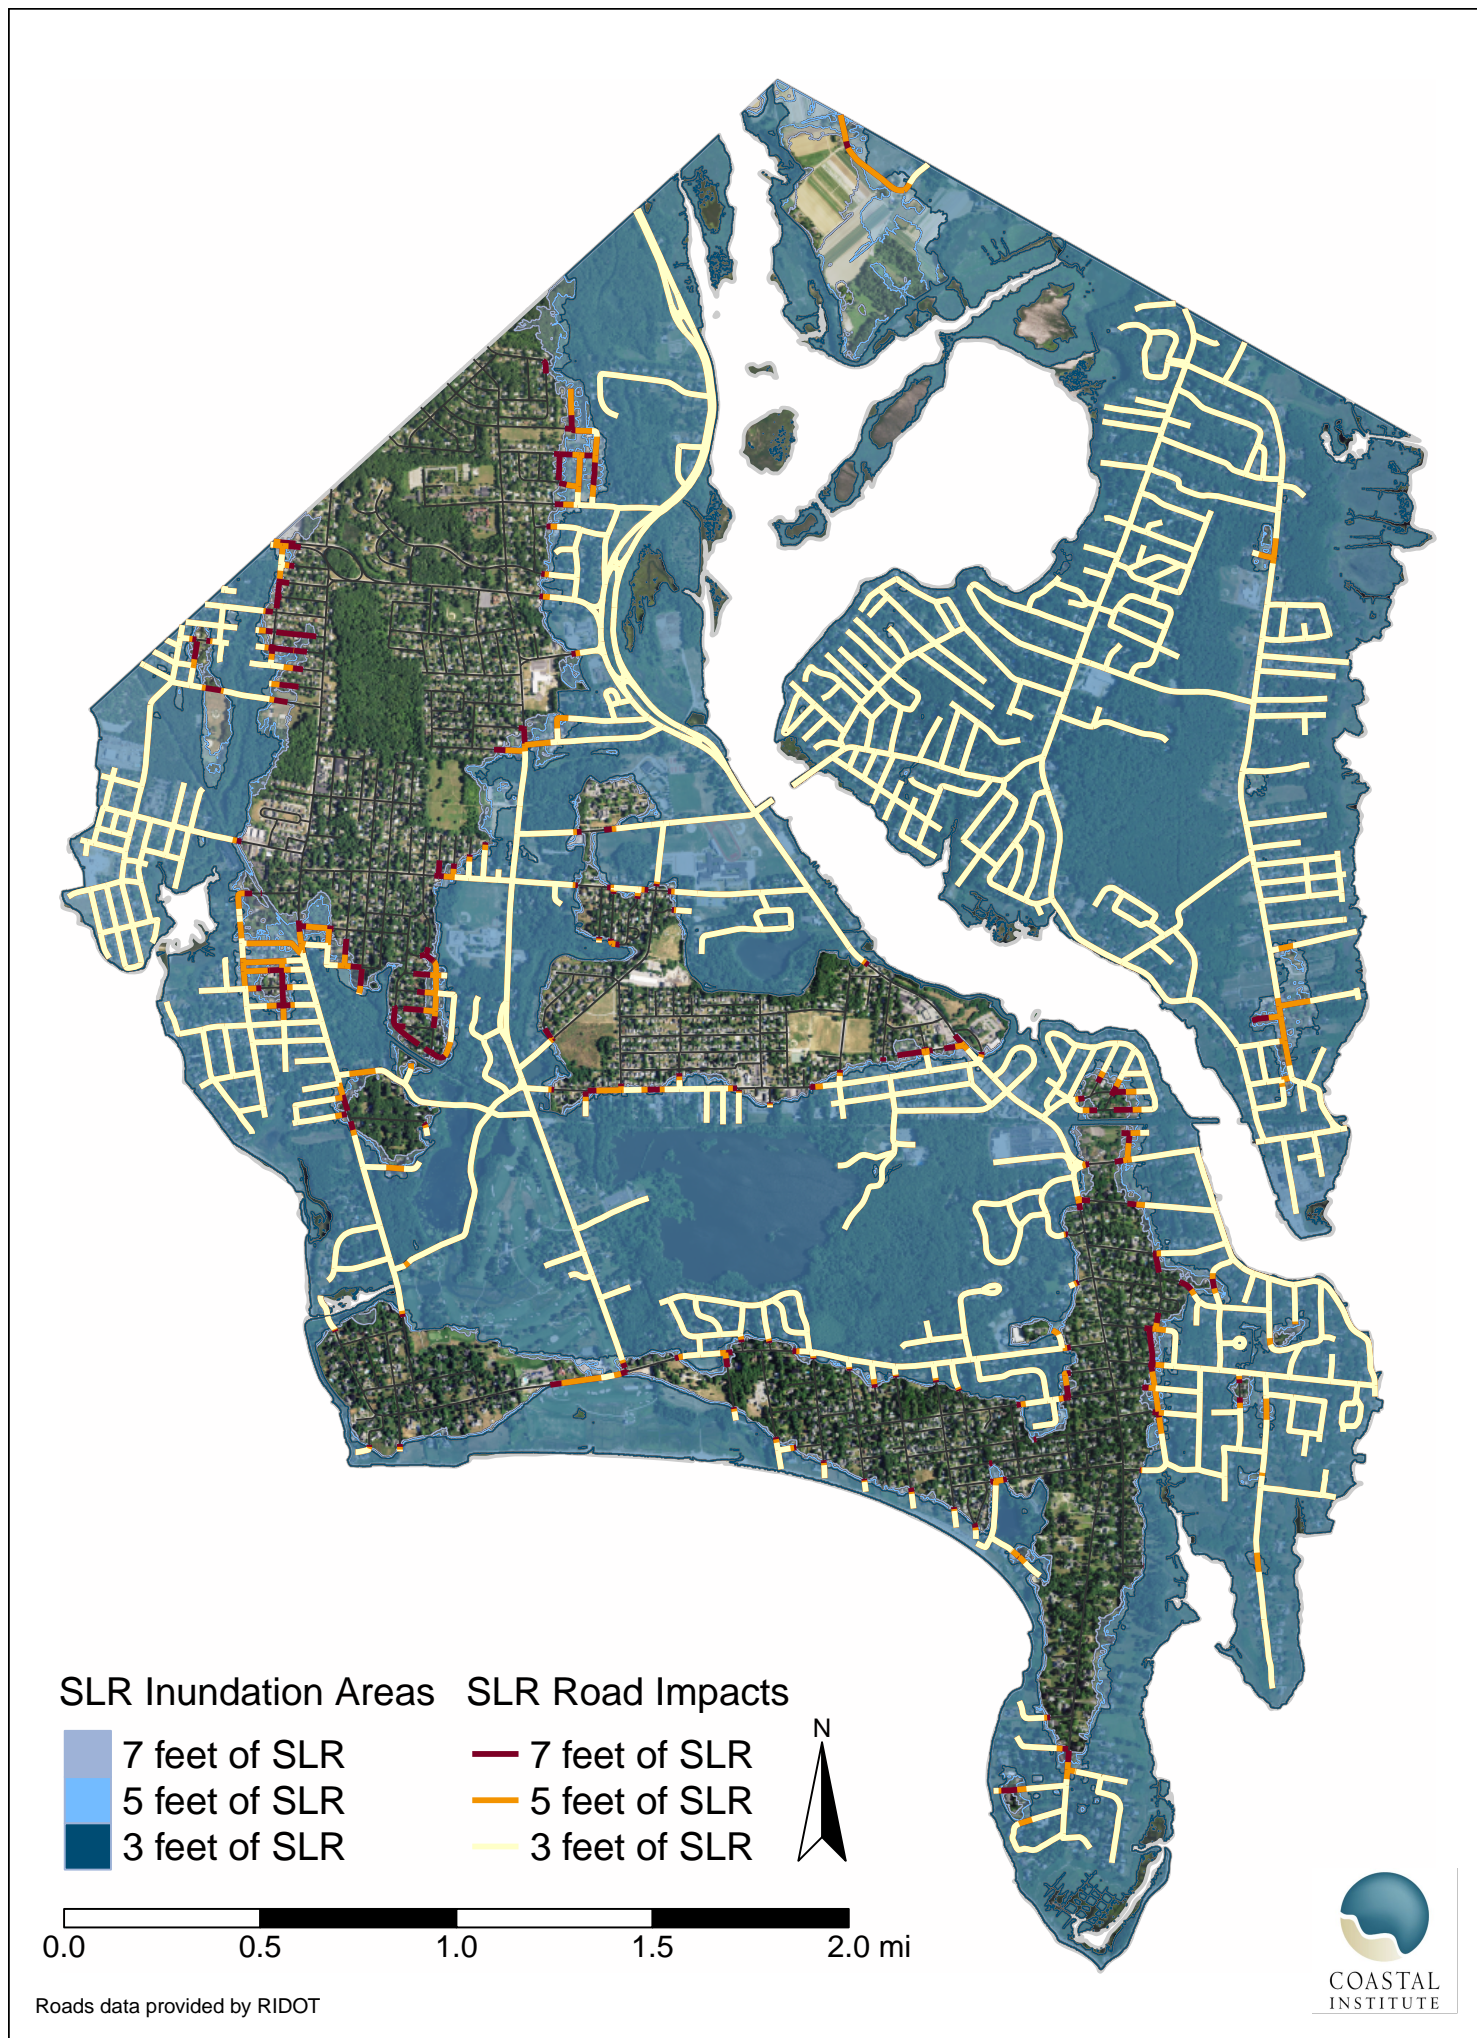 SLR Inundation Areas
7 feet of SLR
5 feet of SLR
3 feet of SLR
SLR Road Impacts
7 feet of SLR
5 feet of SLR
3 feet of SLR
N
0.0 0.5 1.0 1.5 2.0 mi
Roads data provided by RIDOT
COASTAL
INSTITUTE